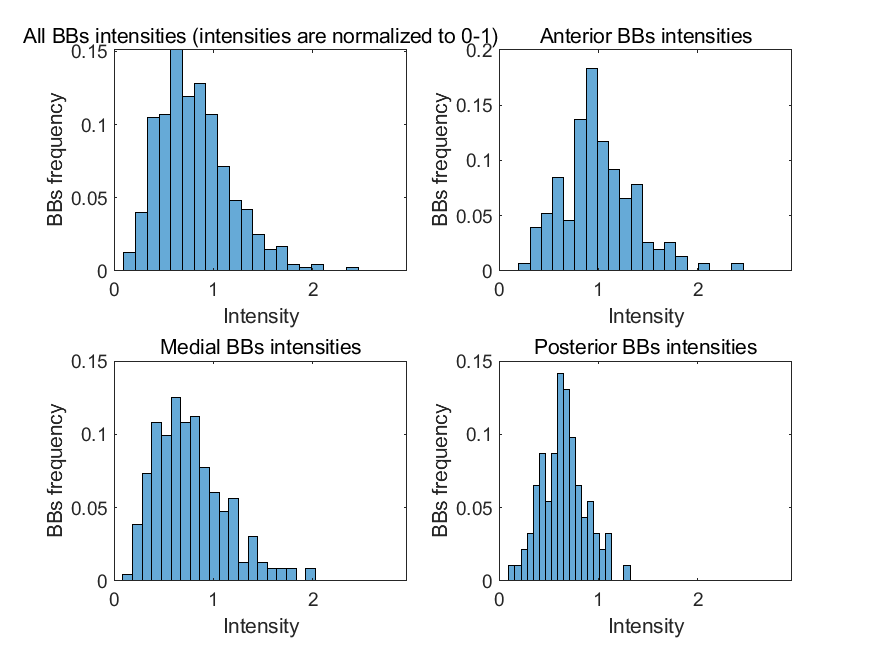 All BBs intensities (intensities are normalized to 0-1)
0.15
0.1
0.05
0
BBs frequency
0 1 2
Intensity
Anterior BBs intensities
0.2
0.15
0.1
0.05
0
BBs frequency
0 1 2
Intensity
Medial BBs intensities
0.15
0.1
0.05
0
BBs frequency
0 1 2
Intensity
Posterior BBs intensities
0.15
0.1
0.05
0
BBs frequency
0 1 2
Intensity